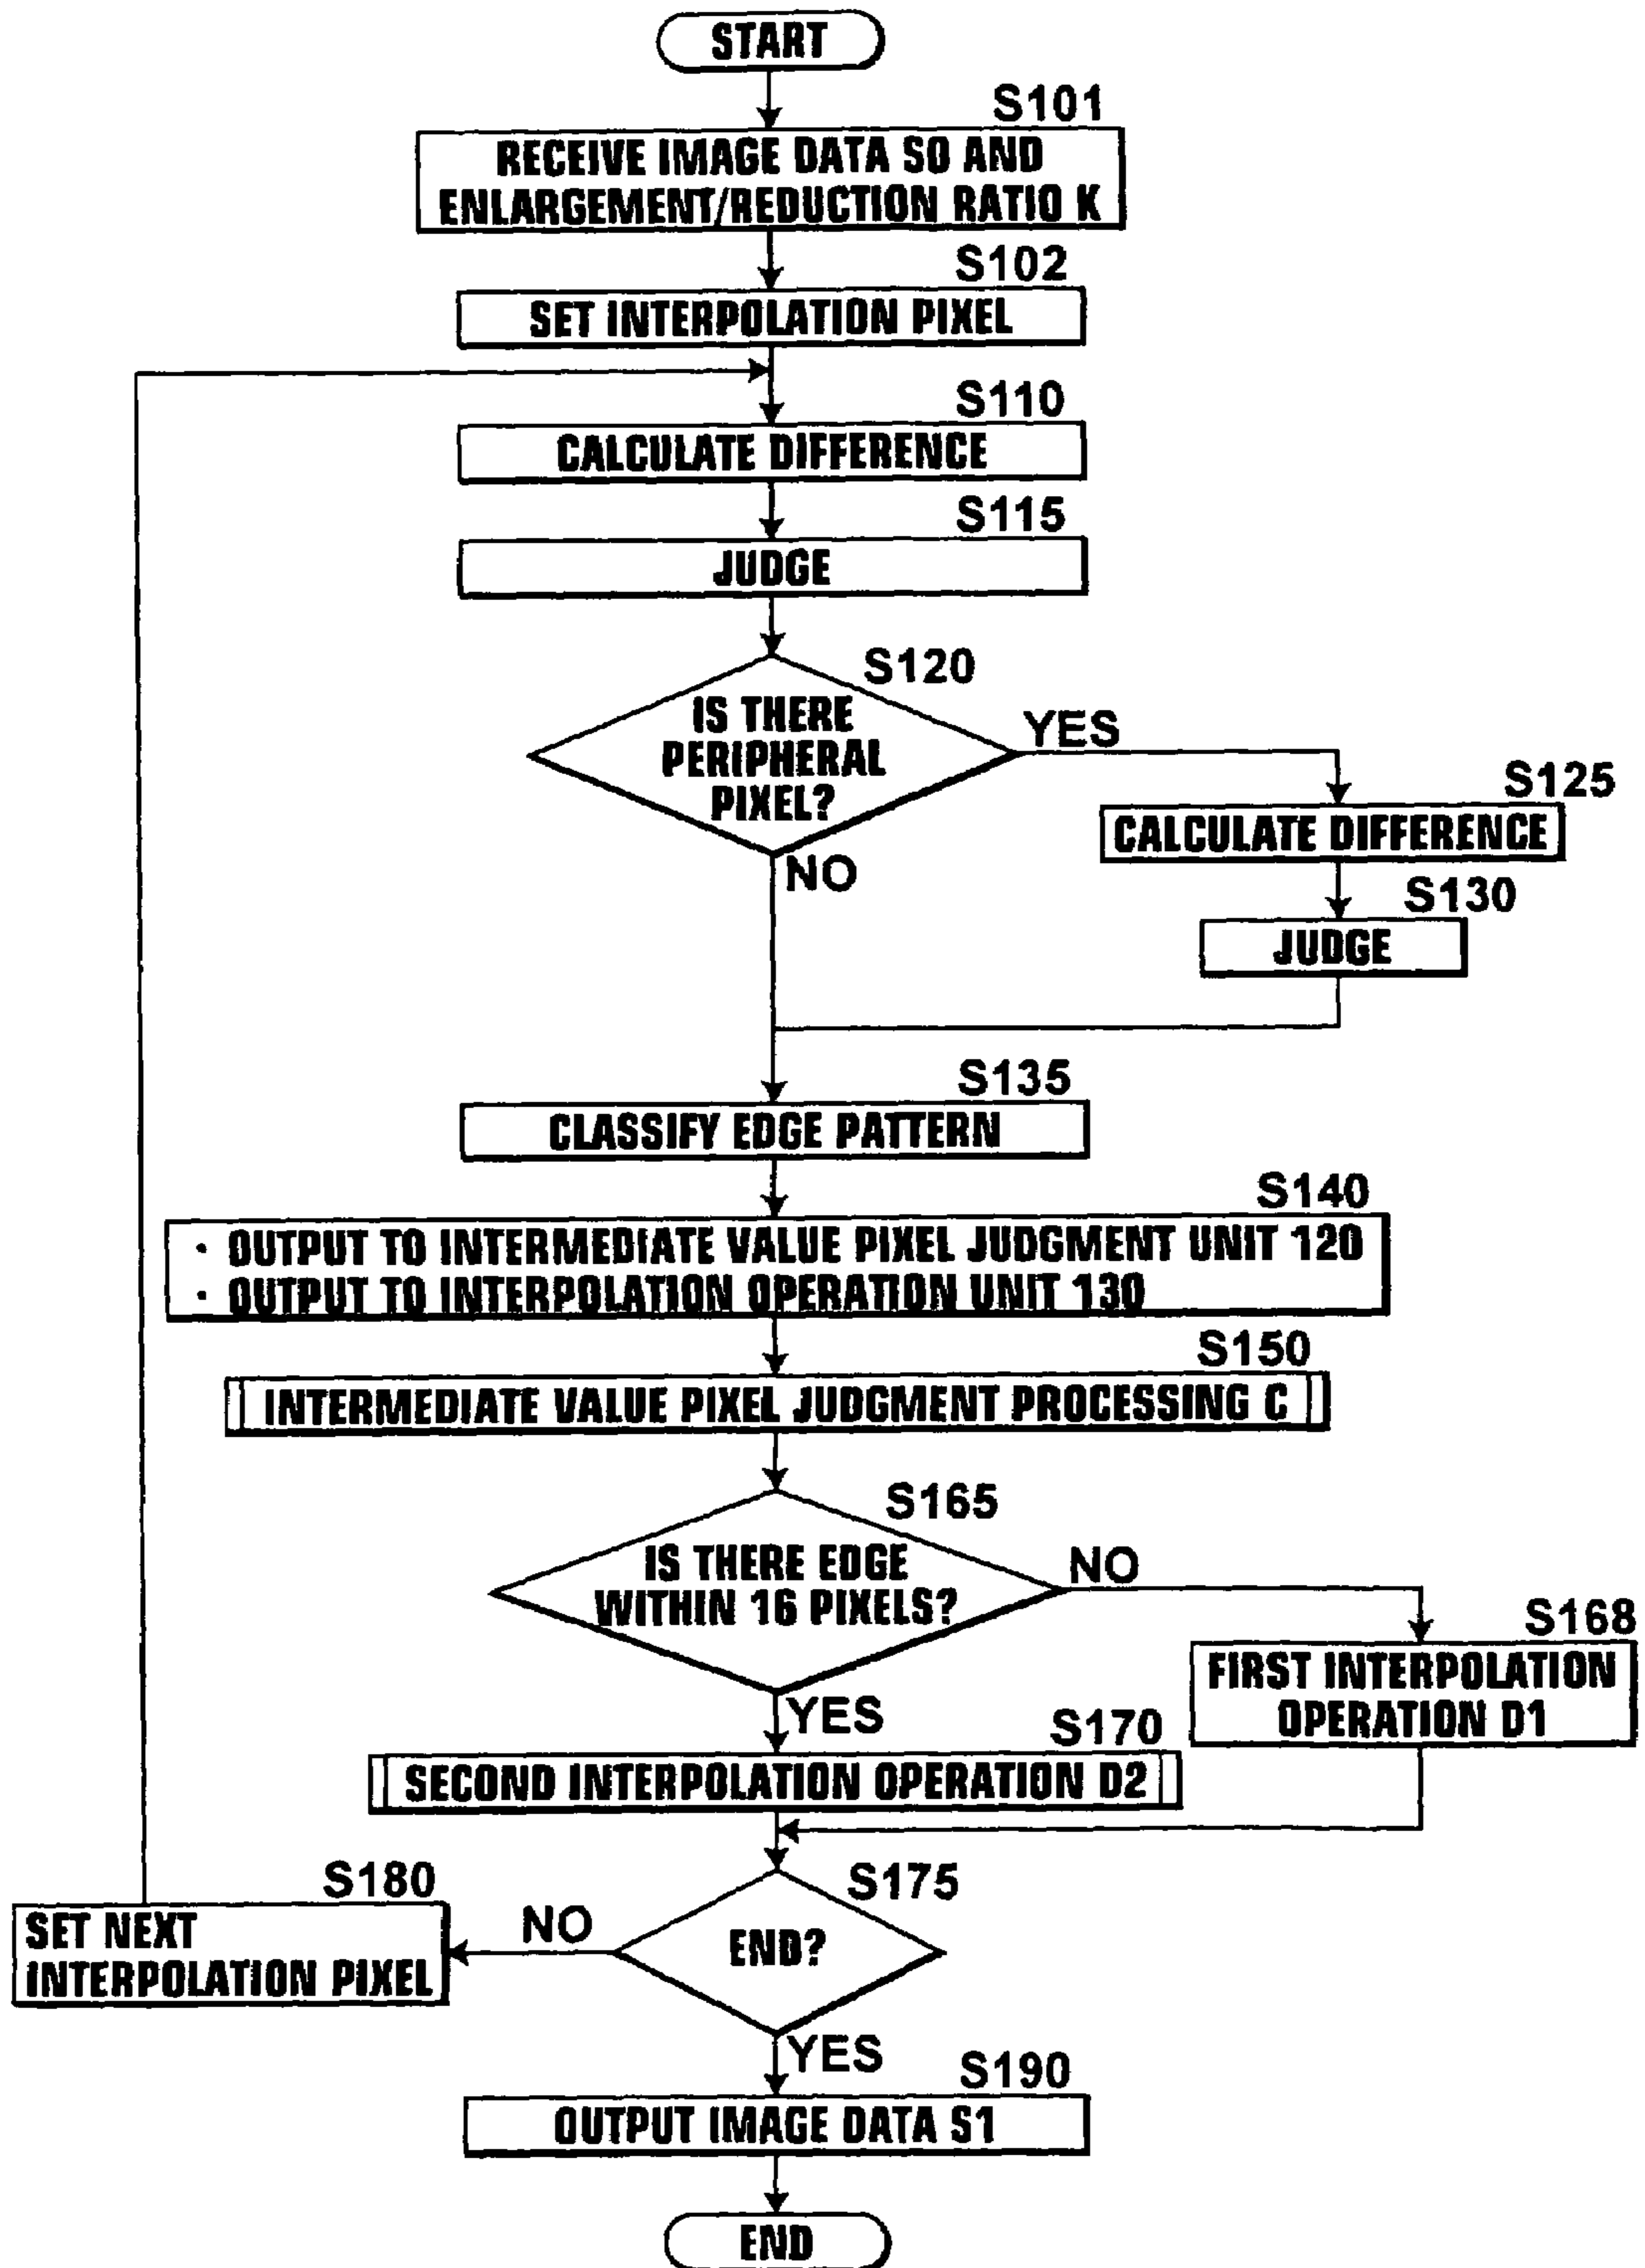 START
S101
RECEIVE IMAGE DATA S0 AND
ENLARGEMENT/REDUCTION RATIO K
S102
SET INTERPOLATION PIXEL
S110
CALCULATE DIFFERENCE
S115
JUDGE
S120
IS THERE
PERIPHERAL
PIXEL?
YES
S125
CALCULATE DIFFERENCE
NO
S130
JUDGE
S135
CLASSIFY EDGE PATTERN
S140
· OUTPUT TO INTERMEDIATE VALUE PIXEL JUDGMENT UNIT 120
· OUTPUT TO INTERPOLATION OPERATION UNIT 130
S150
INTERMEDIATE VALUE PIXEL JUDGMENT PROCESSING C
S165
IS THERE EDGE
WITHIN 16 PIXELS?
NO
S168
FIRST INTERPOLATION
OPERATION D1
YES
S170
SECOND INTERPOLATION OPERATION D2
S175
END?
NO
S180
SET NEXT
INTERPOLATION PIXEL
YES
S190
OUTPUT IMAGE DATA S1
END